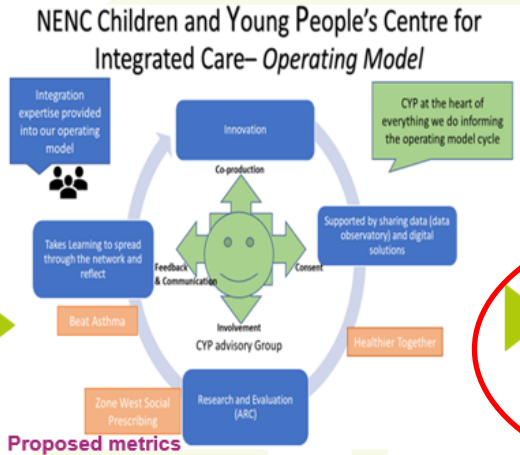 NENC Children and Young People's Centre for
Integrated Care– Operating Model
Integration
expertise provided
into our operating
model
Innovation
CYP at the heart of
everything we do informing
the operating model cycle
Co-production
Takes Learning to spread
through the network and
reflect
Feedback
& Communication
Consent
Supported by sharing data (data
observatory) and digital
solutions
Involvement
CYP advisory Group
Beat Asthma
Healthier Together
Zone West Social
Prescribing
Research and Evaluation
(ARC)
Proposed metrics